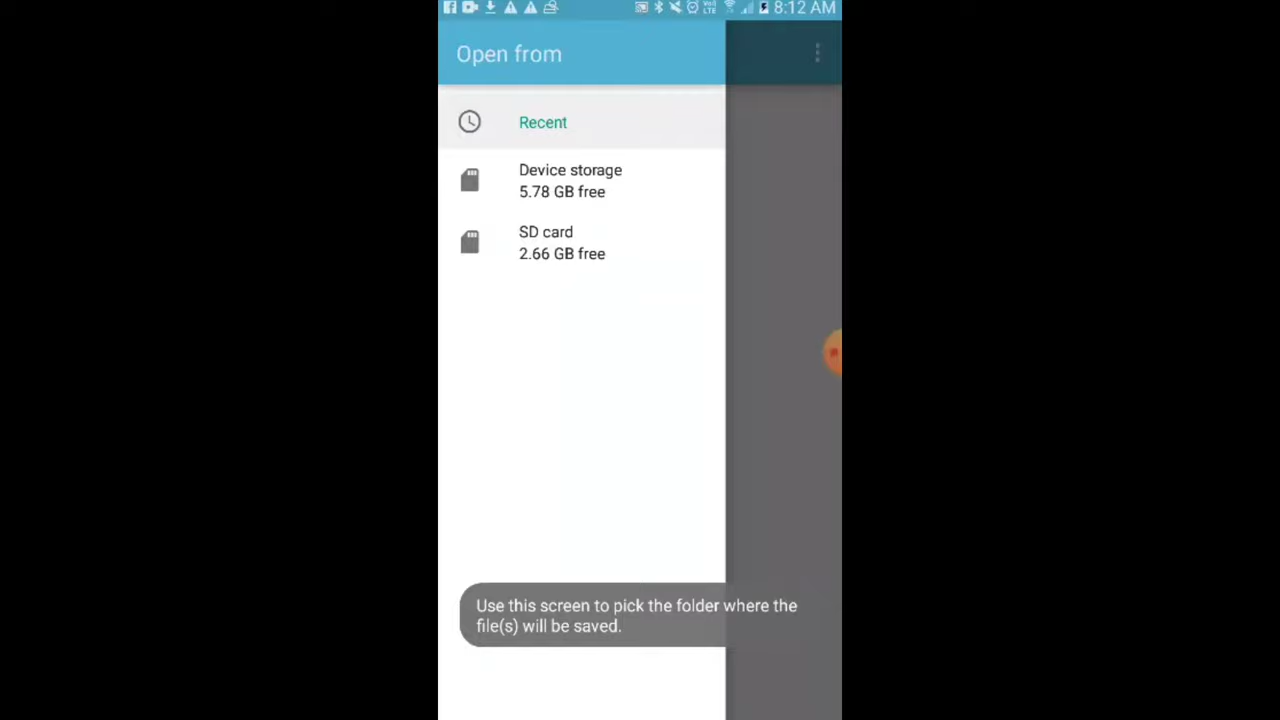 8:12 AM
Open from
Recent
Device storage
5.78 GB free
SD card
2.66 GB free
Use this screen to pick the folder where the
file(s) will be saved.